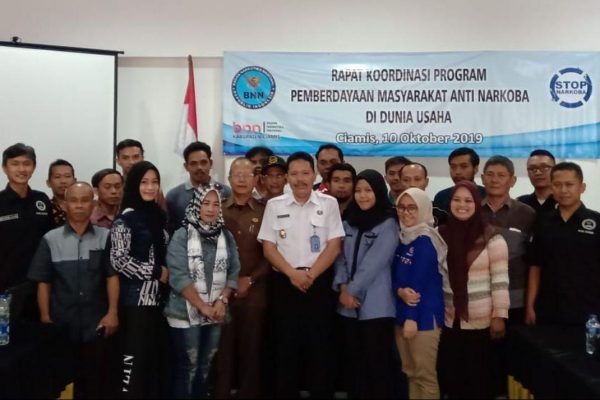 RAPAT KOORDINASI PROGRAM
PEMBERDAYAAN MASYARAKAT ANTI NARKOBA
DI DUNIA USAHA
Ciamis, 10 Oktober 2019
BNN
bnn
STOP
NARKOBA